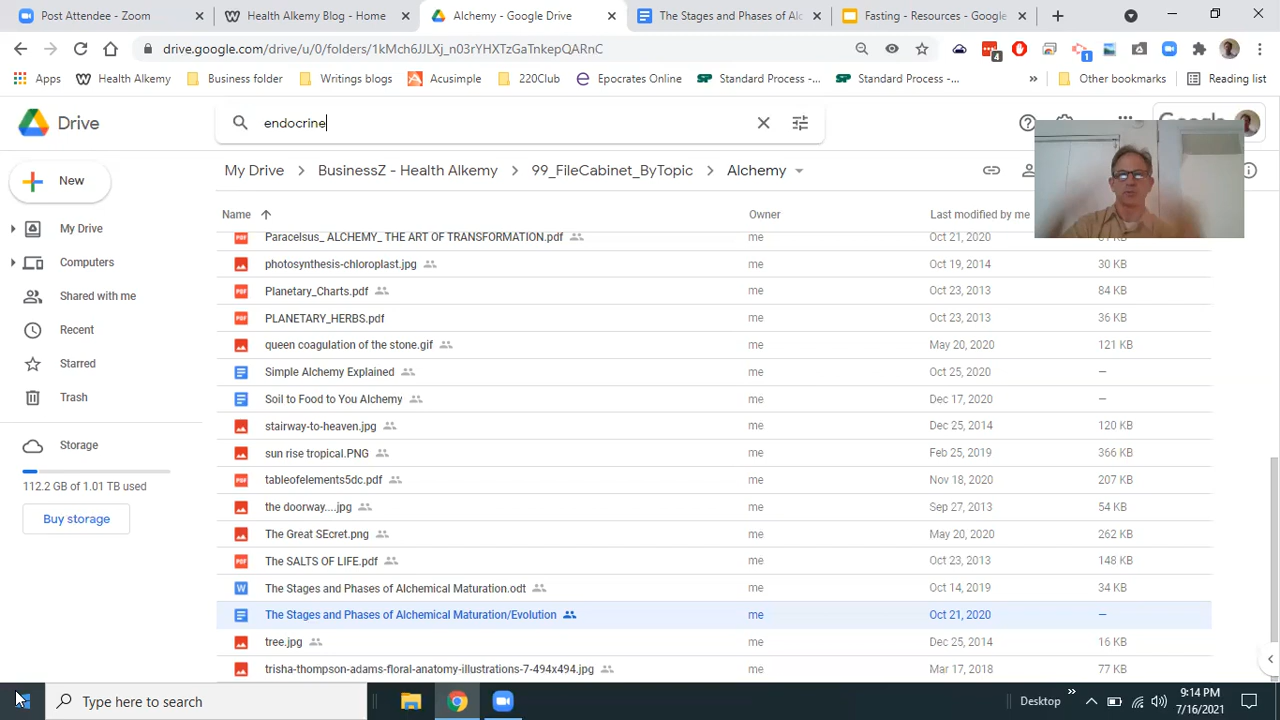 Post Attendee - Zoom
Health Alkemy Blog - Home
Alchemy - Google Drive
The Stages and Phases of Alc
Fasting - Resources - Google
drive.google.com/drive/u/0/folders/1kMch6JJLXj_n03rYHXTzGaTnkepQARnC
4
1
Apps
Health Alkemy
Business folder
Writings blogs
Acusimple
220Club
Epocrates Online
Standard Process -...
Standard Process -...
Other bookmarks
Reading list
Drive
endocrine
New
My Drive
BusinessZ - Health Alkemy
99_FileCabinet_ByTopic
Alchemy
My Drive
Computers
Shared with me
Recent
Starred
Trash
Storage
112.2 GB of 1.01 TB used
Buy storage
Name
Owner
Last modified by me
Paracelsus_ ALCHEMY_ THE ART OF TRANSFORMATION.pdf me Oct 21, 2020
photosynthesis-chloroplast.jpg me Oct 19, 2014 30 KB
Planetary_Charts.pdf me Oct 23, 2013 84 KB
PLANETARY_HERBS.pdf me Oct 23, 2013 36 KB
queen coagulation of the stone.gif me May 20, 2020 121 KB
Simple Alchemy Explained me Oct 25, 2020 —
Soil to Food to You Alchemy me Dec 17, 2020 —
stairway-to-heaven.jpg me Dec 25, 2014 120 KB
sun rise tropical.PNG me Feb 25, 2019 366 KB
tableofelements5dc.pdf me Nov 18, 2020 207 KB
the doorway....jpg me Sep 27, 2013 54 KB
The Great SEcret.png me May 20, 2020 262 KB
The SALTS OF LIFE.pdf me Oct 23, 2013 148 KB
The Stages and Phases of Alchemical Maturation.odt me Oct 14, 2019 34 KB
The Stages and Phases of Alchemical Maturation/Evolution me Oct 21, 2020 —
tree.jpg me Dec 25, 2014 16 KB
trisha-thompson-adams-floral-anatomy-illustrations-7-494x494.jpg me Mar 17, 2018 77 KB
Type here to search
Desktop
9:14 PM
7/16/2021